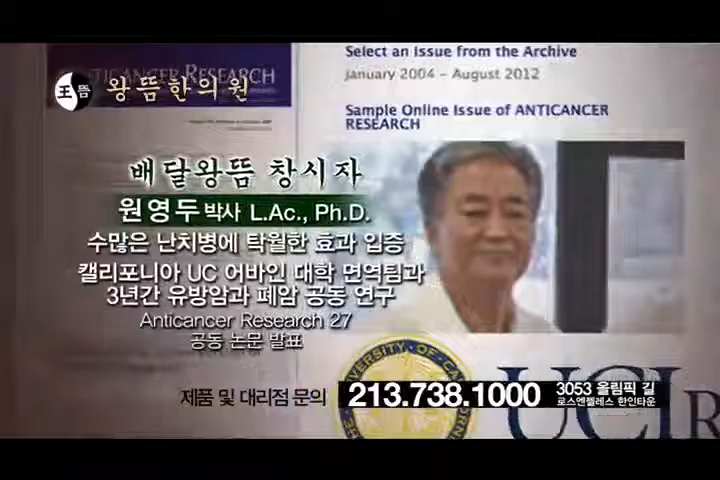 ANTICANCER RESEARCH
王뜸 왕뜸한의원
Select an Issue from the Archive
January 2004 - August 2012
Sample Online Issue of ANTICANCER
RESEARCH
배달왕뜸 창시자
원영두박사 L.Ac., Ph.D.
수많은 난치병에 탁월한 효과 입증
캘리포니아 UC 어바인 대학 면역팀과
3년간 유방암과 폐암 공동 연구
Anticancer Research 27
공동 논문 발표
제품 및 대리점 문의 213.738.1000
3053 올림픽 길
로스엔젤레스 한인타운
UCIR